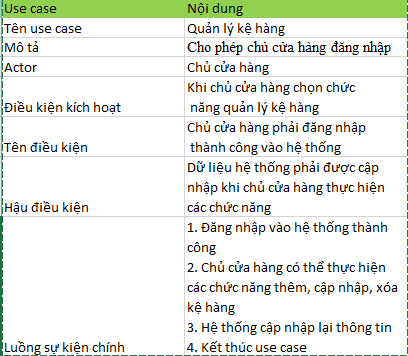 Use case Nội dung
Tên use case Quản lý kệ hàng
Mô tả Cho phép chủ cửa hàng đăng nhập
Actor Chủ cửa hàng
Khi chủ cửa hàng chọn chức
Điều kiện kích hoạt năng quản lý kệ hàng
Chủ cửa hàng phải đăng nhập
Tên điều kiện thành công vào hệ thống
Dữ liệu hệ thống phải được cập
nhập khi chủ cửa hàng thực hiện
Hậu điều kiện các chức năng
1. Đăng nhập vào hệ thống thành
công
2. Chủ cửa hàng có thể thực hiện
các chức năng thêm, cập nhập, xóa
kệ hàng
3. Hệ thống cập nhập lại thông tin
Luồng sự kiện chính 4. Kết thúc use case